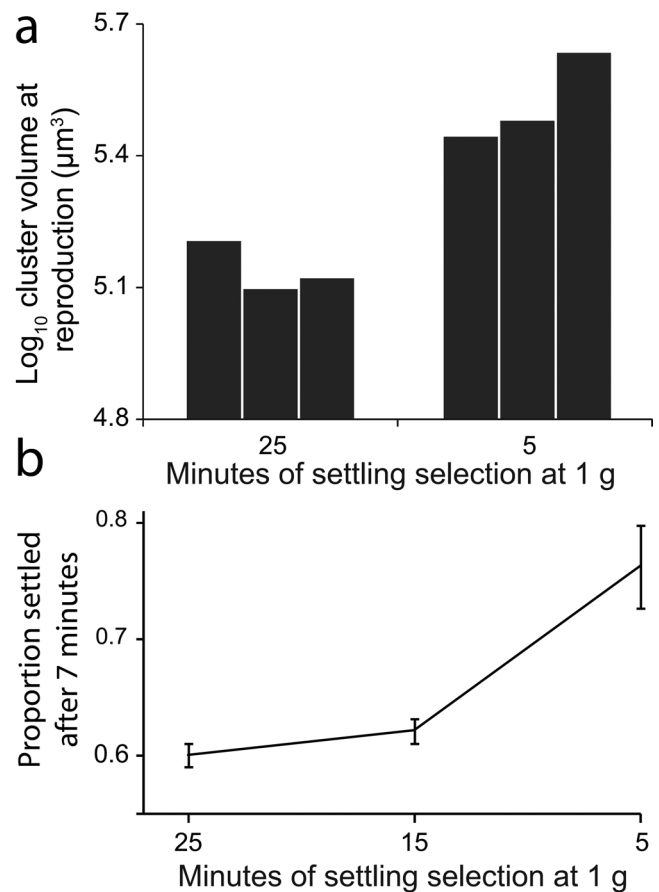 a
Log₁₀ cluster volume at
reproduction (µm³)
5.7
5.4
5.1
4.8
25 5
Minutes of settling selection at 1 g
b
Proportion settled
after 7 minutes
0.8
0.7
0.6
25 15 5
Minutes of settling selection at 1 g